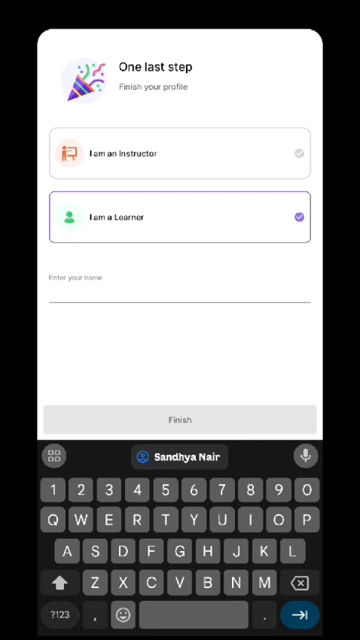 One last step
Finish your profile
I am an Instructor
I am a Learner
Enter your name
Finish
Sandhya Nair
1 2 3 4 5 6 7 8 9 0
Q W E R T Y U I O P
A S D F G H J K L
Z X C V B N M
?123 , .